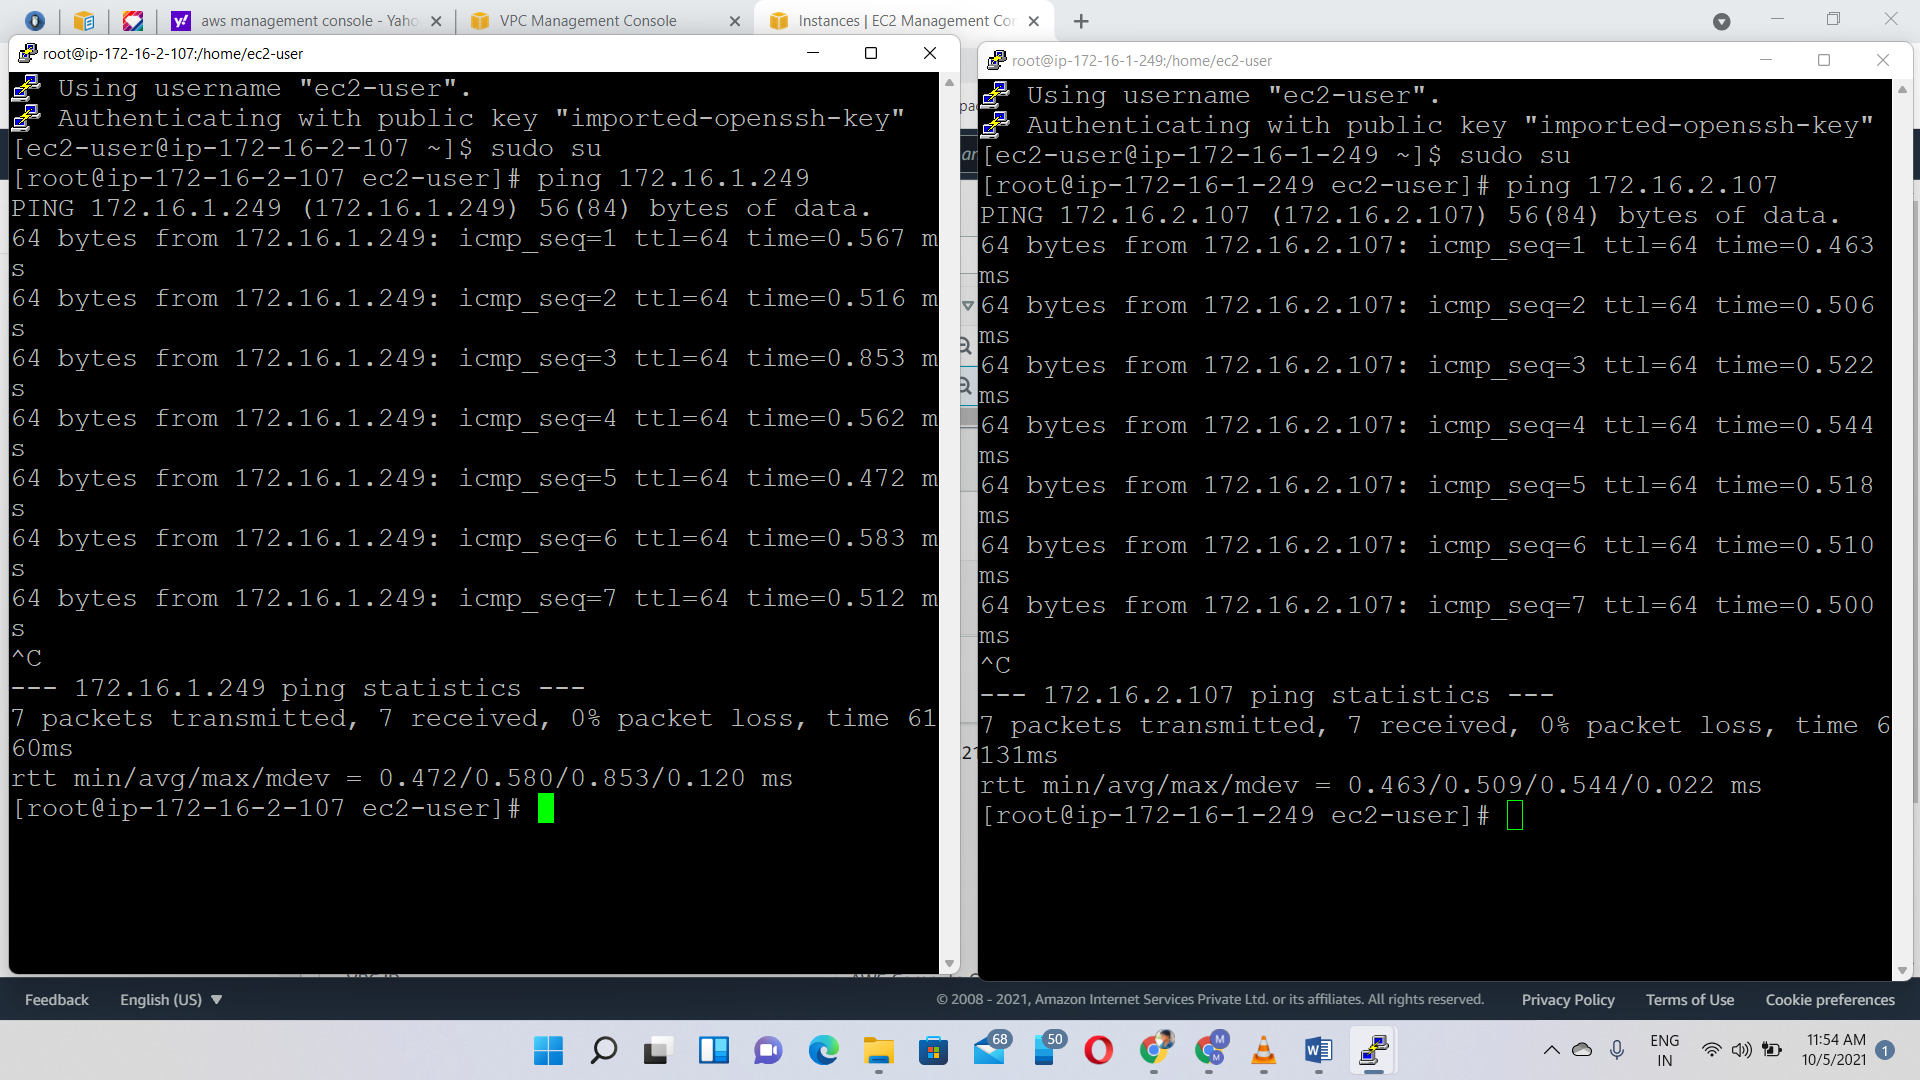 aws management console - Yaho
VPC Management Console
Instances | EC2 Management Con
root@ip-172-16-2-107:/home/ec2-user
Using username "ec2-user".
Authenticating with public key "imported-openssh-key"
[ec2-user@ip-172-16-2-107 ~]$ sudo su
[root@ip-172-16-2-107 ec2-user]# ping 172.16.1.249
PING 172.16.1.249 (172.16.1.249) 56(84) bytes of data.
64 bytes from 172.16.1.249: icmp_seq=1 ttl=64 time=0.567 m
s
64 bytes from 172.16.1.249: icmp_seq=2 ttl=64 time=0.516 m
s
64 bytes from 172.16.1.249: icmp_seq=3 ttl=64 time=0.853 m
s
64 bytes from 172.16.1.249: icmp_seq=4 ttl=64 time=0.562 m
s
64 bytes from 172.16.1.249: icmp_seq=5 ttl=64 time=0.472 m
s
64 bytes from 172.16.1.249: icmp_seq=6 ttl=64 time=0.583 m
s
64 bytes from 172.16.1.249: icmp_seq=7 ttl=64 time=0.512 m
s
^C
--- 172.16.1.249 ping statistics ---
7 packets transmitted, 7 received, 0% packet loss, time 61
60ms
rtt min/avg/max/mdev = 0.472/0.580/0.853/0.120 ms
[root@ip-172-16-2-107 ec2-user]#
root@ip-172-16-1-249:/home/ec2-user
Using username "ec2-user".
Authenticating with public key "imported-openssh-key"
[ec2-user@ip-172-16-1-249 ~]$ sudo su
[root@ip-172-16-1-249 ec2-user]# ping 172.16.2.107
PING 172.16.2.107 (172.16.2.107) 56(84) bytes of data.
64 bytes from 172.16.2.107: icmp_seq=1 ttl=64 time=0.463
ms
64 bytes from 172.16.2.107: icmp_seq=2 ttl=64 time=0.506
ms
64 bytes from 172.16.2.107: icmp_seq=3 ttl=64 time=0.522
ms
64 bytes from 172.16.2.107: icmp_seq=4 ttl=64 time=0.544
ms
64 bytes from 172.16.2.107: icmp_seq=5 ttl=64 time=0.518
ms
64 bytes from 172.16.2.107: icmp_seq=6 ttl=64 time=0.510
ms
64 bytes from 172.16.2.107: icmp_seq=7 ttl=64 time=0.500
ms
^C
--- 172.16.2.107 ping statistics ---
7 packets transmitted, 7 received, 0% packet loss, time 6
131ms
rtt min/avg/max/mdev = 0.463/0.509/0.544/0.022 ms
[root@ip-172-16-1-249 ec2-user]#
Feedback English (US) © 2008 - 2021, Amazon Internet Services Private Ltd. or its affiliates. All rights reserved. Privacy Policy Terms of Use Cookie preferences
68
50
ENG
IN
11:54 AM
10/5/2021
1